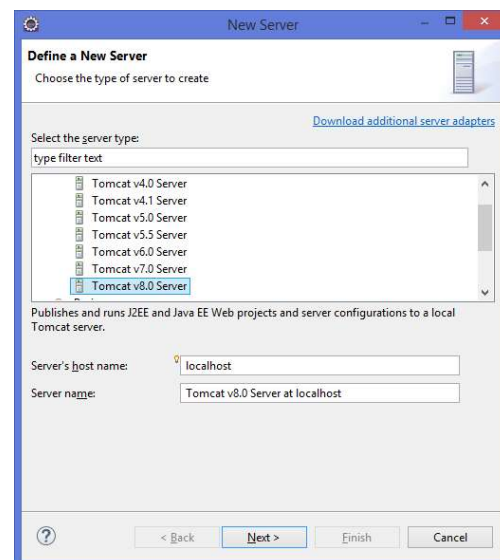 New Server
Define a New Server
Choose the type of server to create
Download additional server adapters
Select the server type:
type filter text
Tomcat v4.0 Server
Tomcat v4.1 Server
Tomcat v5.0 Server
Tomcat v5.5 Server
Tomcat v6.0 Server
Tomcat v7.0 Server
Tomcat v8.0 Server
Publishes and runs J2EE and Java EE Web projects and server configurations to a local
Tomcat server.
Server's host name: localhost
Server name: Tomcat v8.0 Server at localhost
? < Back Next > Finish Cancel